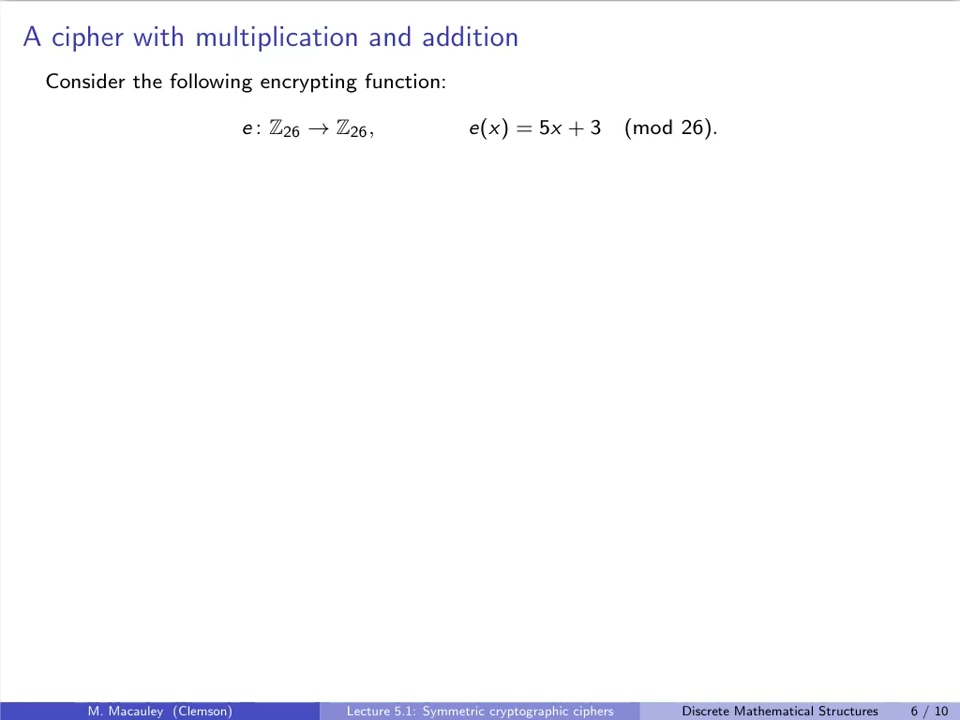 A cipher with multiplication and addition
Consider the following encrypting function:
e: ℤ₂₆ → ℤ₂₆, e(x) = 5x + 3 (mod 26).
M. Macauley (Clemson) Lecture 5.1: Symmetric cryptographic ciphers Discrete Mathematical Structures 6 / 10